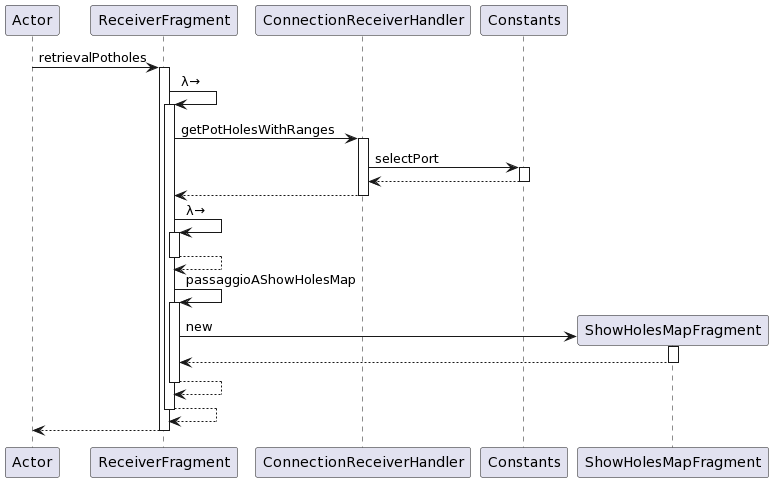 Actor
ReceiverFragment
ConnectionReceiverHandler
Constants
retrievalPotholes
λ→
getPotHolesWithRanges
selectPort
λ→
passaggioAShowHolesMap
new
ShowHolesMapFragment
Actor
ReceiverFragment
ConnectionReceiverHandler
Constants
ShowHolesMapFragment